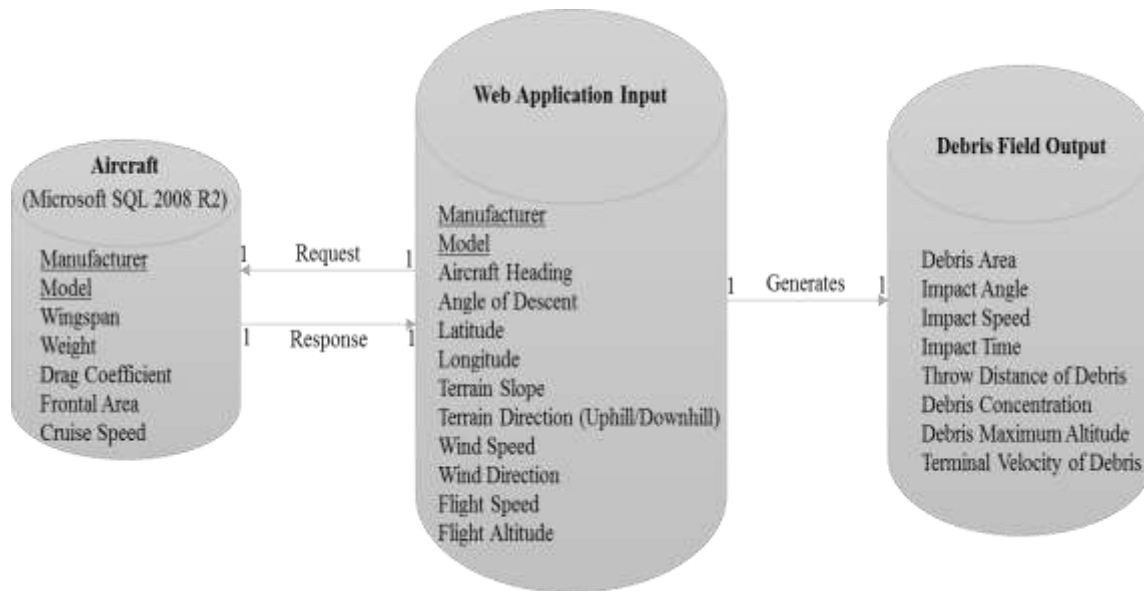 Aircraft
(Microsoft SQL 2008 R2)
Manufacturer
Model
Wingspan
Weight
Drag Coefficient
Frontal Area
Cruise Speed
1 Request 1
1 Response 1
Web Application Input
Manufacturer
Model
Aircraft Heading
Angle of Descent
Latitude
Longitude
Terrain Slope
Terrain Direction (Uphill/Downhill)
Wind Speed
Wind Direction
Flight Speed
Flight Altitude
1 Generates 1
Debris Field Output
Debris Area
Impact Angle
Impact Speed
Impact Time
Throw Distance of Debris
Debris Concentration
Debris Maximum Altitude
Terminal Velocity of Debris